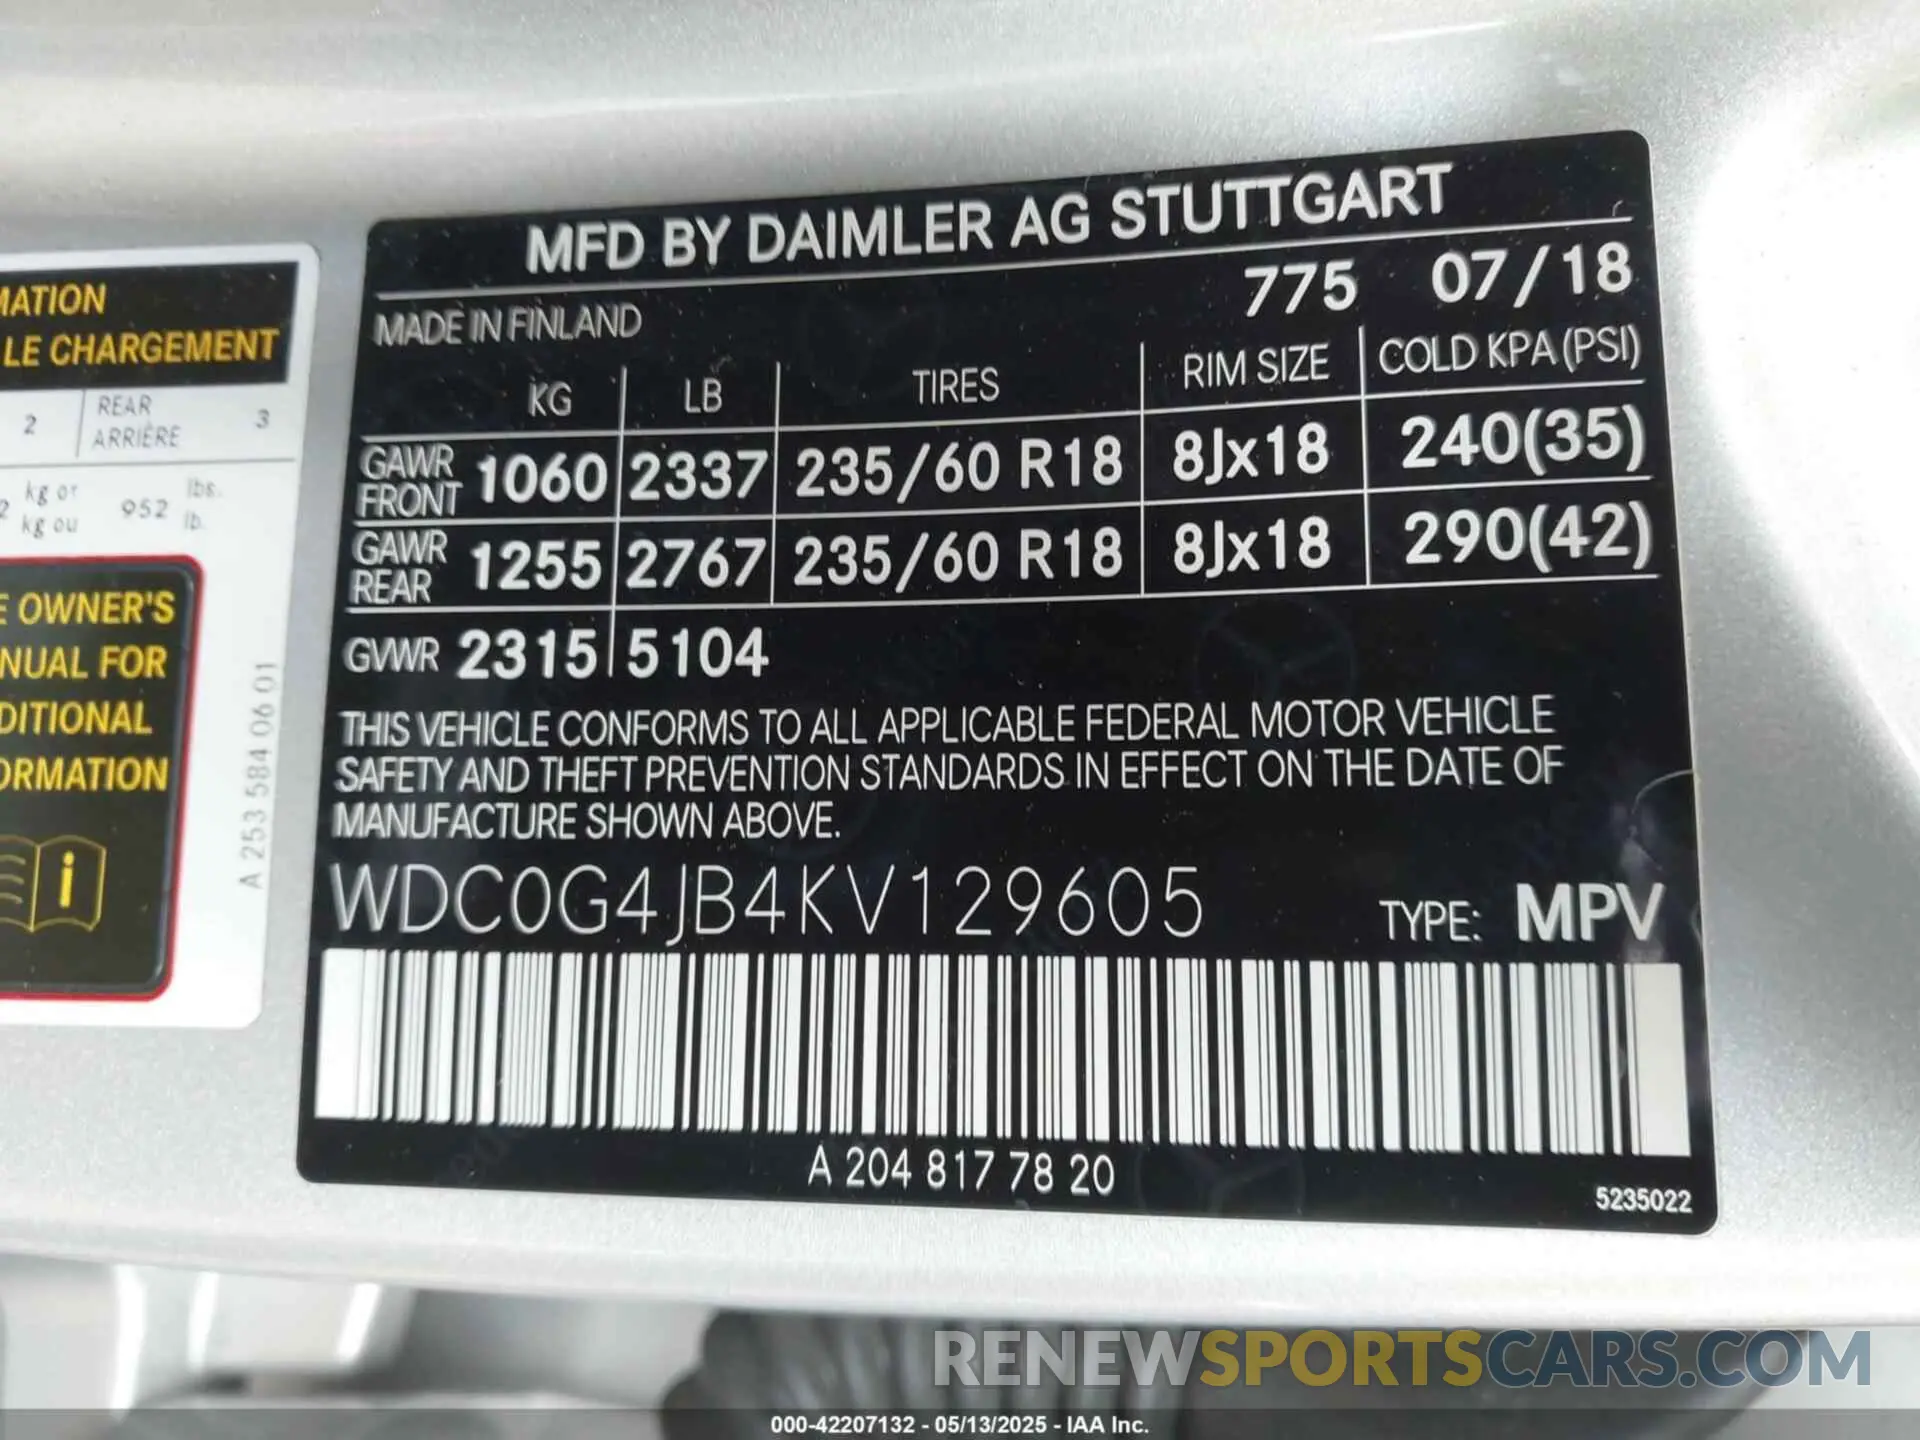 MATION
LE CHARGEMENT
2 REAR 3
ARRIÈRE
2 kg or 952 lbs.
kg ou lb.
E OWNER'S
NUAL FOR
DITIONAL
ORMATION
i
A 253 584 06 01
MFD BY DAIMLER AG STUTTGART
MADE IN FINLAND 775 07/18
KG LB TIRES RIM SIZE COLD KPA (PSI)
GAWR FRONT 1060 2337 235/60 R18 8Jx18 240(35)
GAWR REAR 1255 2767 235/60 R18 8Jx18 290(42)
GVWR 2315 5104
THIS VEHICLE CONFORMS TO ALL APPLICABLE FEDERAL MOTOR VEHICLE
SAFETY AND THEFT PREVENTION STANDARDS IN EFFECT ON THE DATE OF
MANUFACTURE SHOWN ABOVE.
WDC0G4JB4KV129605 TYPE: MPV
A 204 817 78 20
5235022
RENEWSPORTSCARS.COM
000-42207132 - 05/13/2025 - IAA Inc.